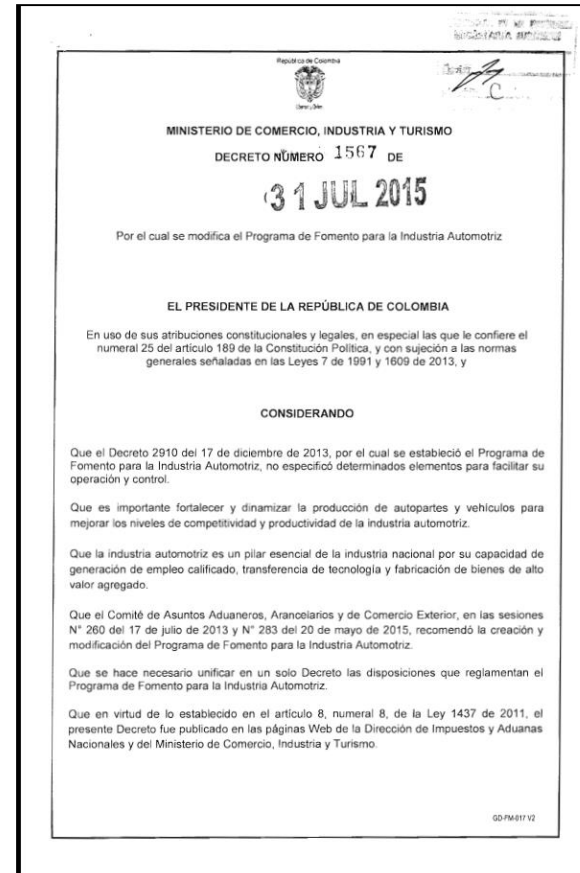 República de Colombia
Libertad y Orden
MINISTERIO DE COMERCIO, INDUSTRIA Y TURISMO
DECRETO NÚMERO 1567 DE
31 JUL 2015
Por el cual se modifica el Programa de Fomento para la Industria Automotriz
EL PRESIDENTE DE LA REPÚBLICA DE COLOMBIA
En uso de sus atribuciones constitucionales y legales, en especial las que le confiere el
numeral 25 del artículo 189 de la Constitución Política, y con sujeción a las normas
generales señaladas en las Leyes 7 de 1991 y 1609 de 2013, y
CONSIDERANDO
Que el Decreto 2910 del 17 de diciembre de 2013, por el cual se estableció el Programa de
Fomento para la Industria Automotriz, no especificó determinados elementos para facilitar su
operación y control.
Que es importante fortalecer y dinamizar la producción de autopartes y vehículos para
mejorar los niveles de competitividad y productividad de la industria automotriz.
Que la industria automotriz es un pilar esencial de la industria nacional por su capacidad de
generación de empleo calificado, transferencia de tecnología y fabricación de bienes de alto
valor agregado.
Que el Comité de Asuntos Aduaneros, Arancelarios y de Comercio Exterior, en las sesiones
N° 260 del 17 de julio de 2013 y N° 283 del 20 de mayo de 2015, recomendó la creación y
modificación del Programa de Fomento para la Industria Automotriz.
Que se hace necesario unificar en un solo Decreto las disposiciones que reglamentan el
Programa de Fomento para la Industria Automotriz.
Que en virtud de lo establecido en el artículo 8, numeral 8, de la Ley 1437 de 2011, el
presente Decreto fue publicado en las páginas Web de la Dirección de Impuestos y Aduanas
Nacionales y del Ministerio de Comercio, Industria y Turismo.
GD-FM-017 V2